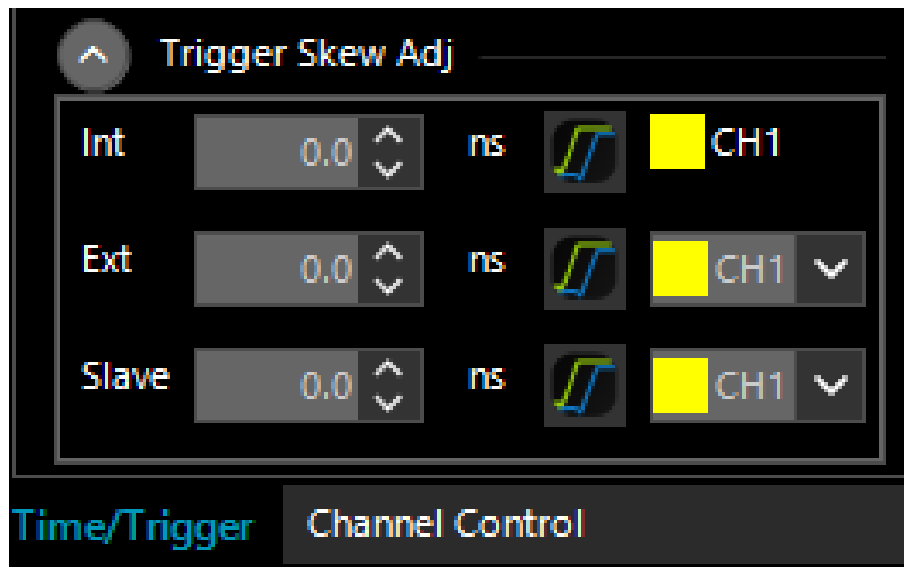 Trigger Skew Adj
Int 0.0 ns CH1
Ext 0.0 ns CH1
Slave 0.0 ns CH1
Time/Trigger Channel Control